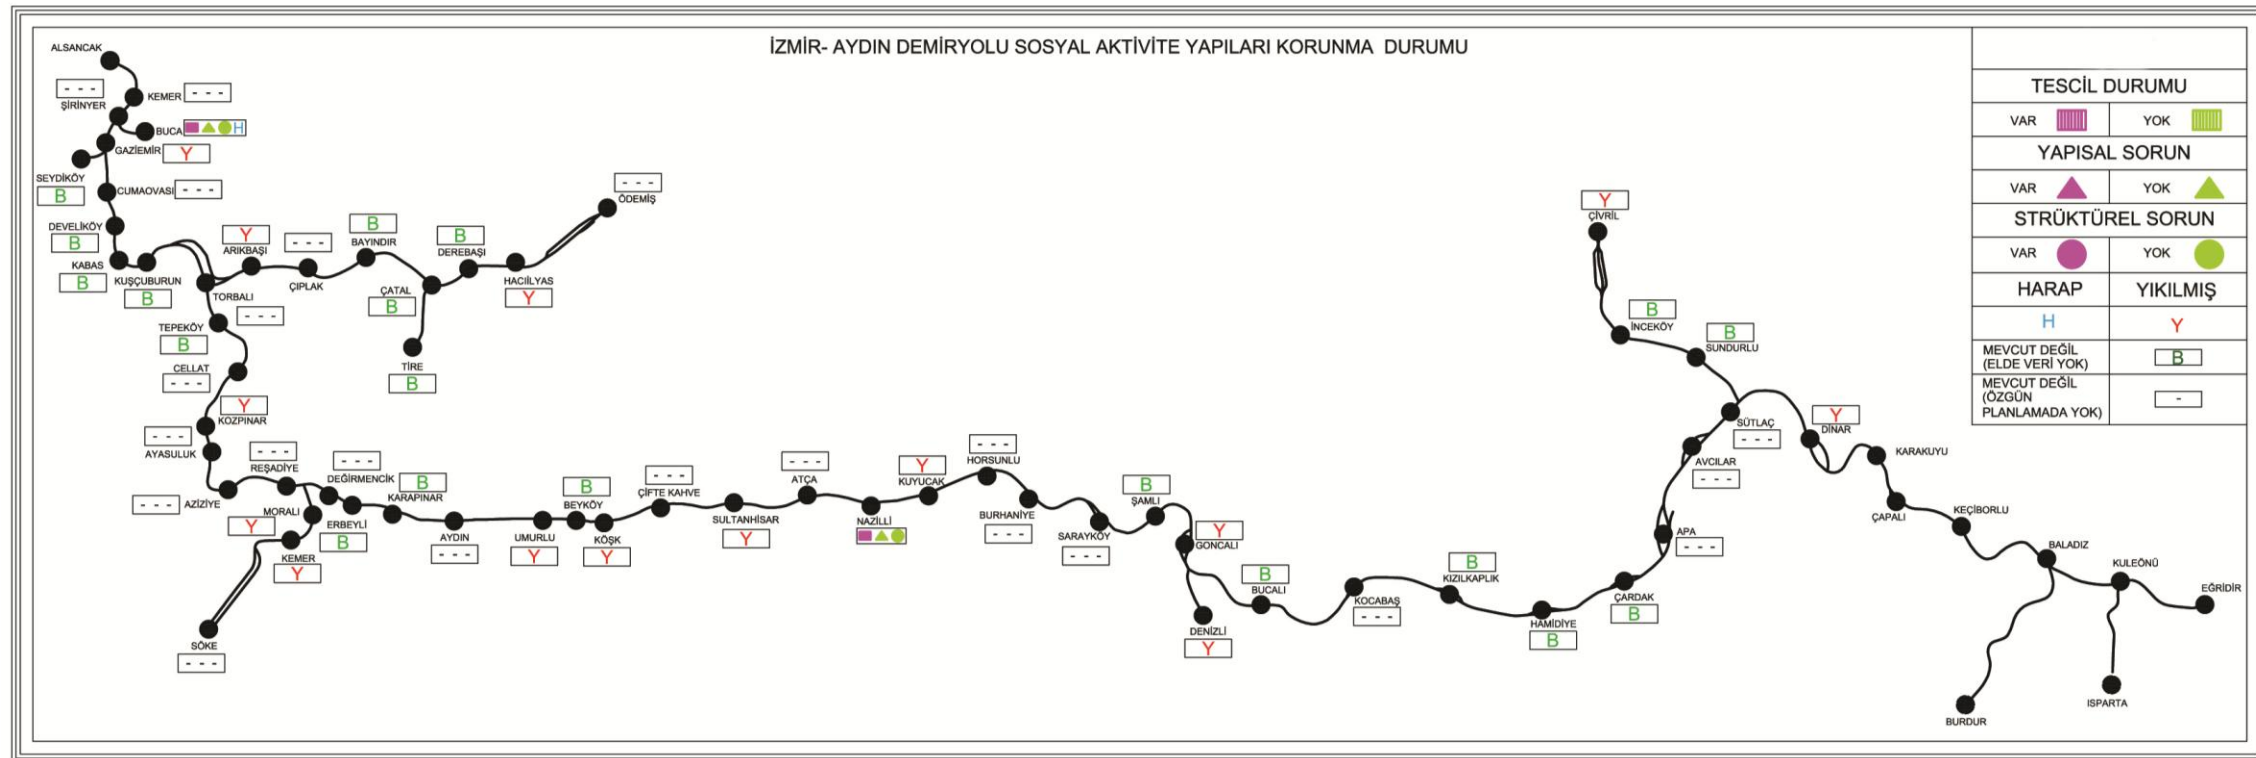 İZMİR- AYDIN DEMİRYOLU SOSYAL AKTİVİTE YAPILARI KORUNMA DURUMU
ALSANCAK
- - -
ŞİRİNYER
KEMER - - -
BUCA H
GAZİEMİR Y
SEYDİKÖY
B
CUMAOVASI - - -
DEVELİKÖY
B
KABAS
B
KUŞÇUBURUN
B
TORBALI
- - -
Y
ARIKBAŞI
- - -
ÇIPLAK
B
BAYINDIR
ÇATAL
B
B
DEREBAŞI
HACİİLYAS
Y
- - -
ÖDEMİŞ
TİRE
B
TEPEKÖY
B
CELLAT
- - -
Y
KOZPINAR
- - -
AYASULUK
- - - AZİZİYE
- - -
REŞADİYE
MORALI
Y
KEMER
Y
SÖKE
- - -
- - -
DEĞİRMENCİK
ERBEYLİ
B
B
KARAPINAR
AYDIN
- - -
UMURLU
Y
B
BEYKÖY
KÖŞK
Y
- - -
ÇİFTE KAHVE
SULTANHİSAR
Y
- - -
ATÇA
NAZİLLİ
Y
KUYUCAK
- - -
HORSUNLU
BURHANİYE
- - -
SARAYKÖY
- - -
B
ŞAMLI
Y
GONCALI
DENİZLİ
Y
B
BUCALI
KOCABAŞ
- - -
B
KIZILKAPLIK
HAMİDİYE
B
ÇARDAK
B
APA
- - -
AVCILAR
- - -
SÜTLAÇ
- - -
B
SUNDURLU
B
İNCEKÖY
Y
ÇİVRİL
Y
DİNAR
KARAKUYU
ÇAPALI
KEÇİBORLU
BALADIZ
BURDUR
KULEÖNÜ
ISPARTA
EĞRİDİR
TESCİL DURUMU
VAR YOK
YAPISAL SORUN
VAR YOK
STRÜKTÜREL SORUN
VAR YOK
HARAP YIKILMIŞ
H Y
MEVCUT DEĞİL
(ELDE VERİ YOK) B
MEVCUT DEĞİL
(ÖZGÜN
PLANLAMADA YOK) -